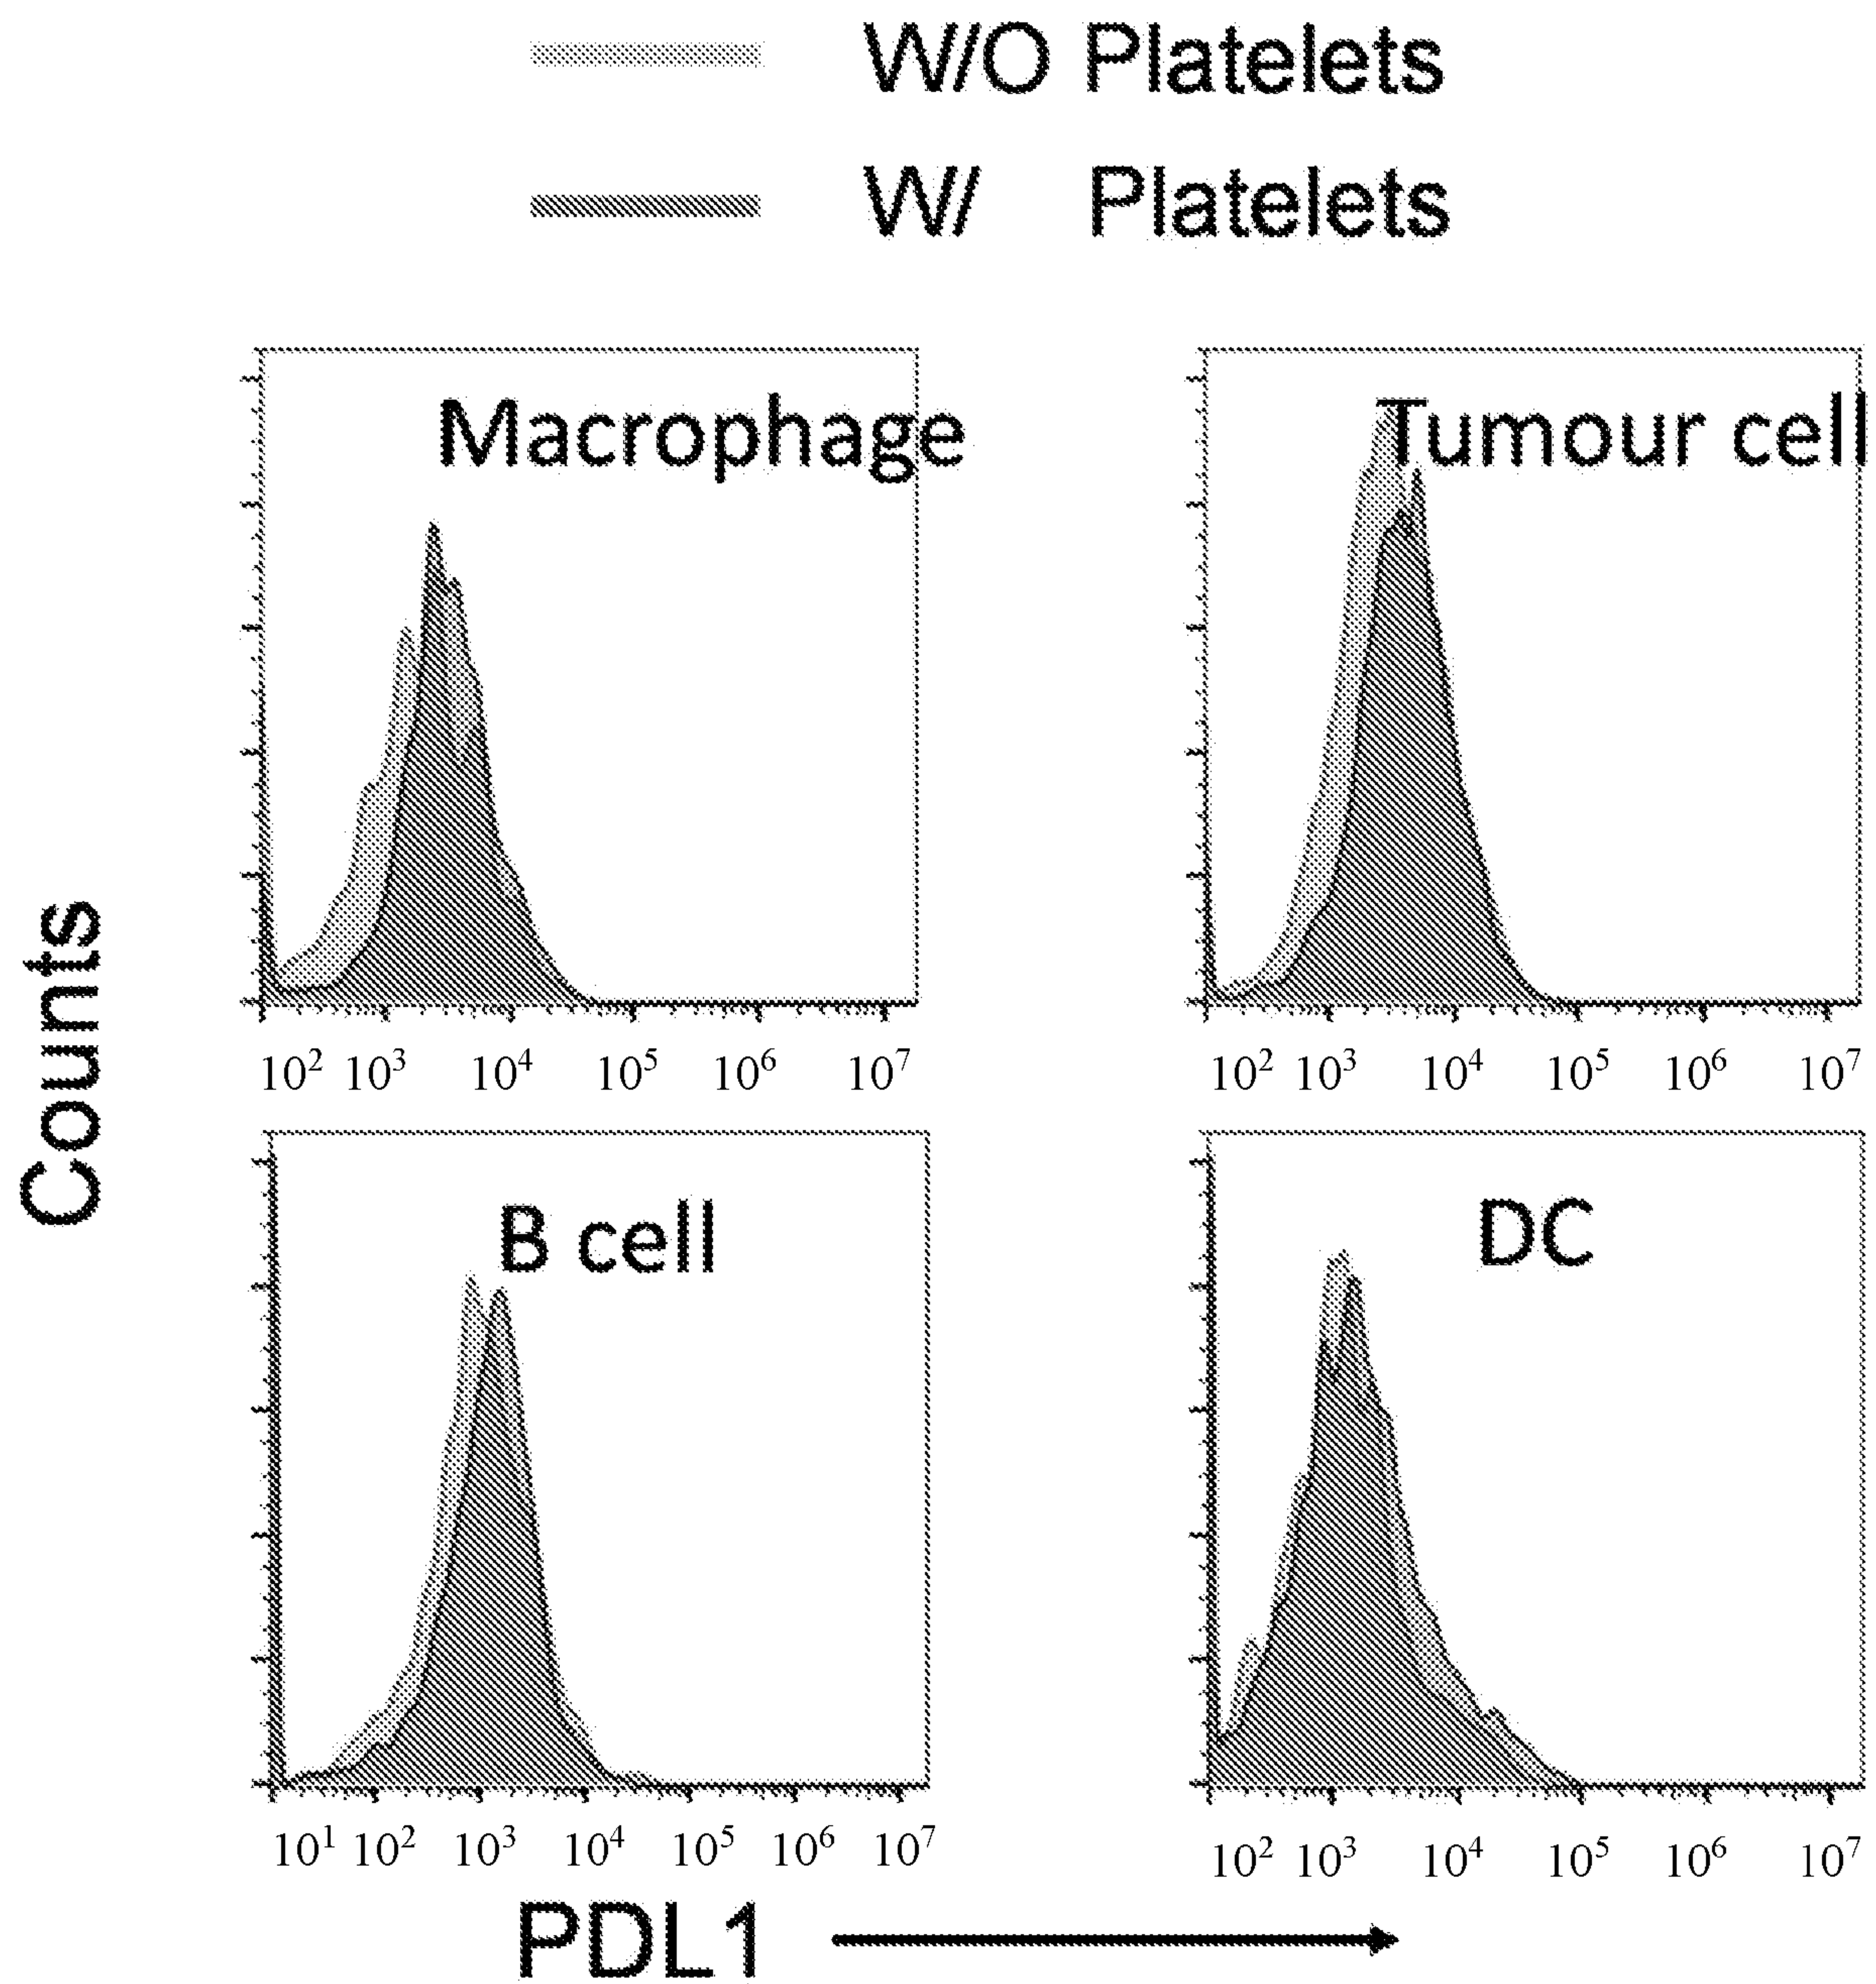 W/O Platelets
W/ Platelets
Macrophage
Tumour cell
10² 10³ 10⁴ 10⁵ 10⁶ 10⁷
10² 10³ 10⁴ 10⁵ 10⁶ 10⁷
Counts
B cell
DC
10¹ 10² 10³ 10⁴ 10⁵ 10⁶ 10⁷
10² 10³ 10⁴ 10⁵ 10⁶ 10⁷
PDL1